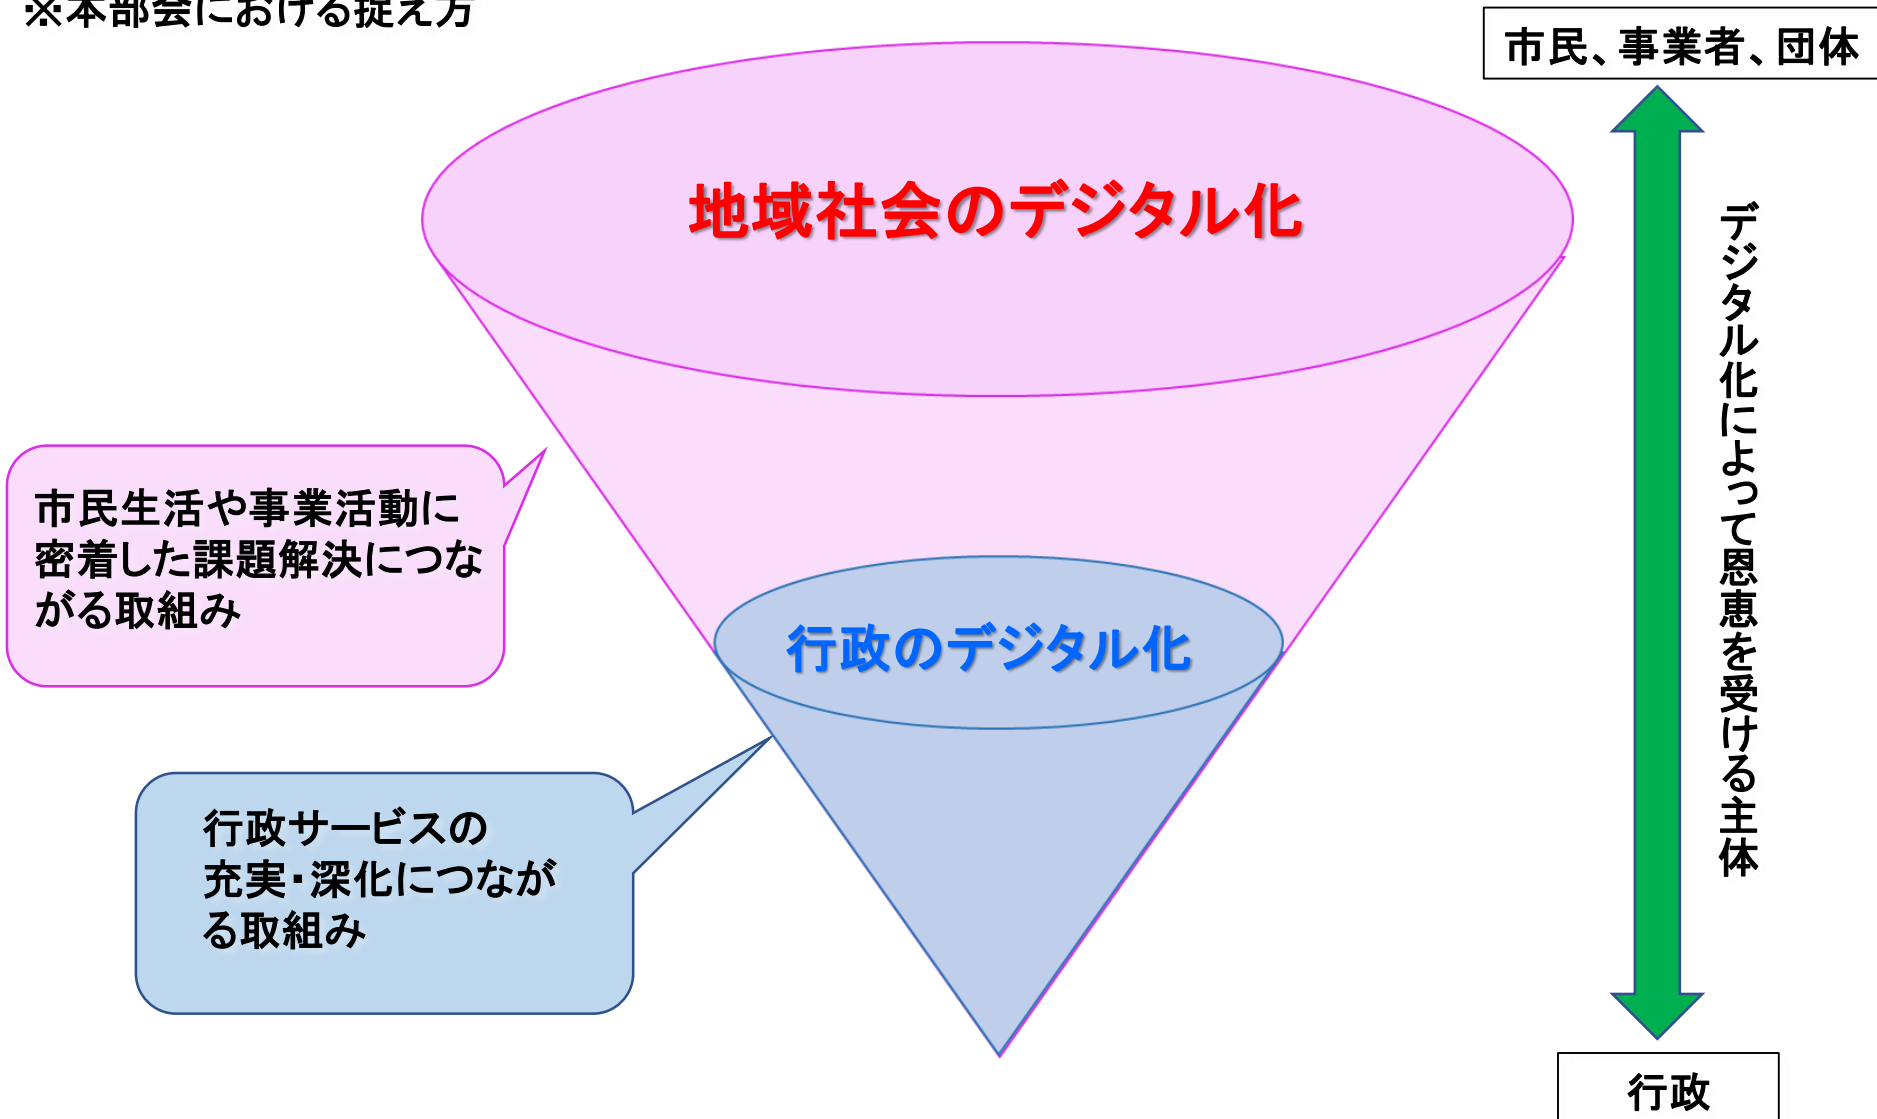 ※本部会における捉え方
市民、事業者、団体
地域社会のデジタル化
デジタル化によって恩恵を受ける主体
市民生活や事業活動に
密着した課題解決につな
がる取組み
行政のデジタル化
行政サービスの
充実・深化につなが
る取組み
行政